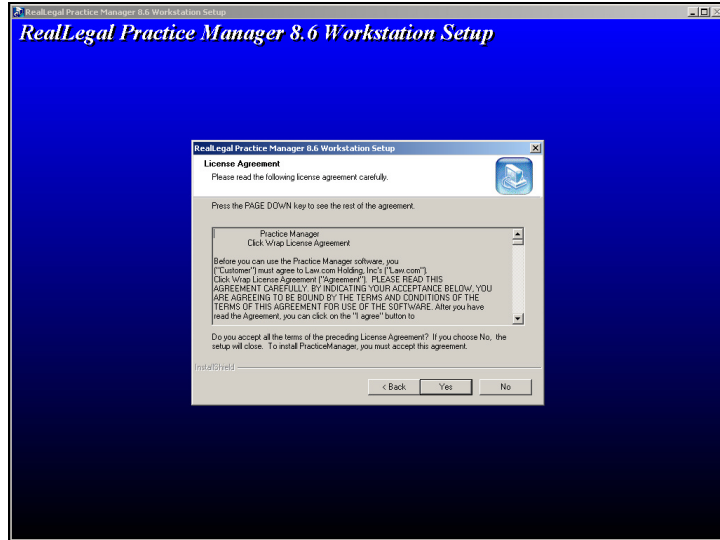 RealLegal Practice Manager 8.6 Workstation Setup
RealLegal Practice Manager 8.6 Workstation Setup
RealLegal Practice Manager 8.6 Workstation Setup
License Agreement
Please read the following license agreement carefully.
Press the PAGE DOWN key to see the rest of the agreement.
Practice Manager
Click Wrap License Agreement
Before you can use the Practice Manager software, you
("Customer") must agree to Law.com Holding, Inc's ("Law.com").
Click Wrap License Agreement ("Agreement"). PLEASE READ THIS
AGREEMENT CAREFULLY. BY INDICATING YOUR ACCEPTANCE BELOW, YOU
ARE AGREEING TO BE BOUND BY THE TERMS AND CONDITIONS OF THE
TERMS OF THIS AGREEMENT FOR USE OF THE SOFTWARE. After you have
read the Agreement, you can click on the "I agree" button to
Do you accept all the terms of the preceding License Agreement? If you choose No, the
setup will close. To install PracticeManager, you must accept this agreement.
InstallShield
< Back Yes No